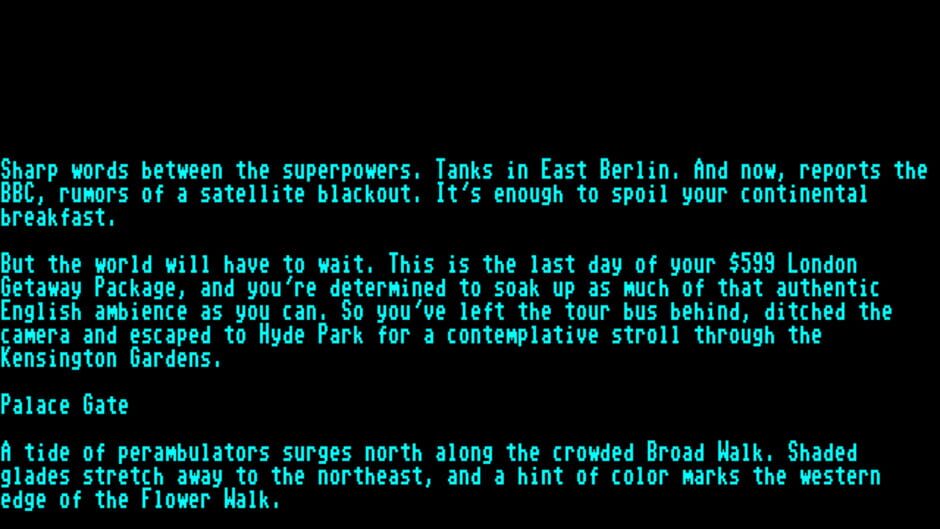 Sharp words between the superpowers. Tanks in East Berlin. And now, reports the
BBC, rumors of a satellite blackout. It's enough to spoil your continental
breakfast.
But the world will have to wait. This is the last day of your $599 London
Getaway Package, and you're determined to soak up as much of that authentic
English ambience as you can. So you've left the tour bus behind, ditched the
camera and escaped to Hyde Park for a contemplative stroll through the
Kensington Gardens.
Palace Gate
A tide of perambulators surges north along the crowded Broad Walk. Shaded
glades stretch away to the northeast, and a hint of color marks the western
edge of the Flower Walk.